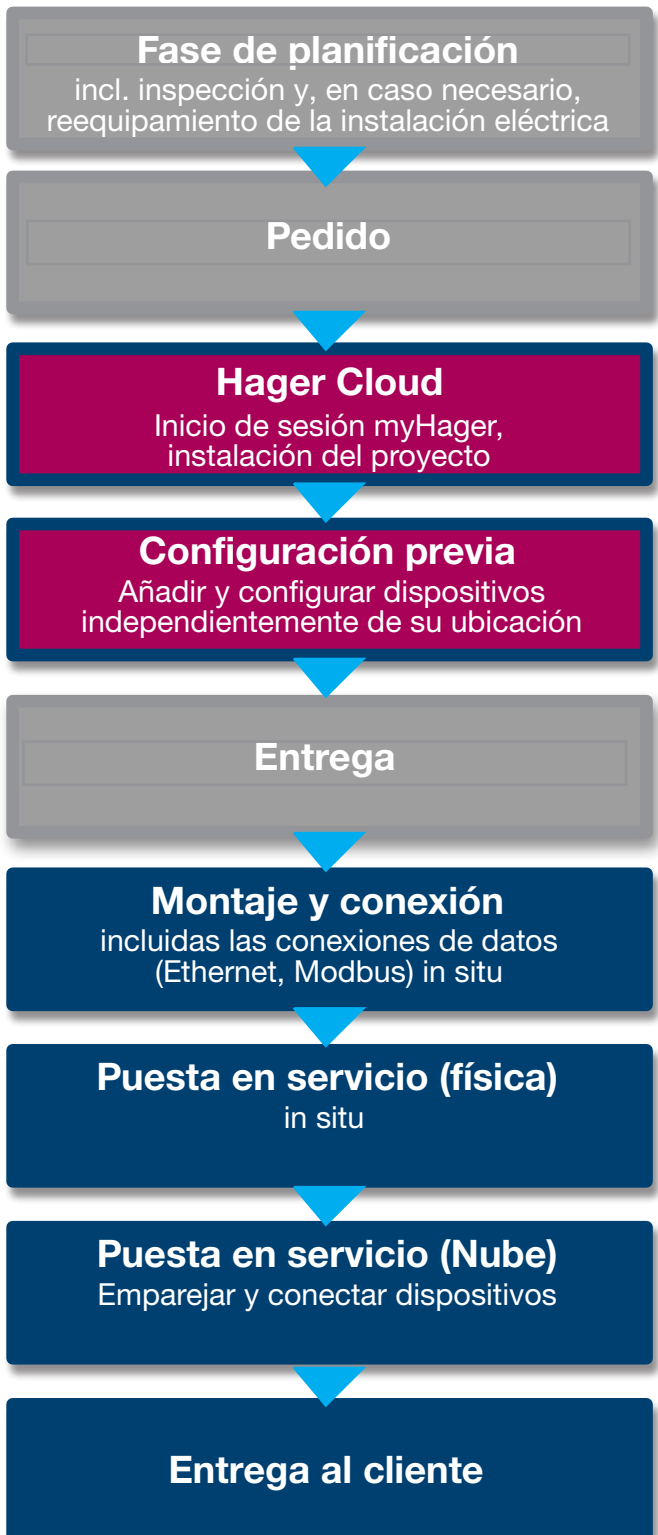 Fase de planificación
incl. inspección y, en caso necesario,
reequipamiento de la instalación eléctrica
Pedido
Hager Cloud
Inicio de sesión myHager,
instalación del proyecto
Configuración previa
Añadir y configurar dispositivos
independientemente de su ubicación
Entrega
Montaje y conexión
incluidas las conexiones de datos
(Ethernet, Modbus) in situ
Puesta en servicio (física)
in situ
Puesta en servicio (Nube)
Emparejar y conectar dispositivos
Entrega al cliente